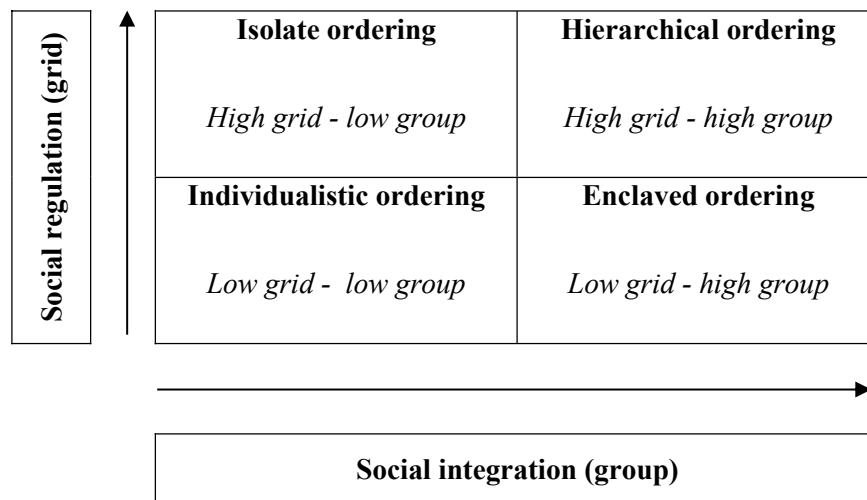 Social regulation (grid)
Isolate ordering
High grid - low group
Hierarchical ordering
High grid - high group
Individualistic ordering
Low grid -  low group
Enclaved ordering
Low grid - high group
Social integration (group)